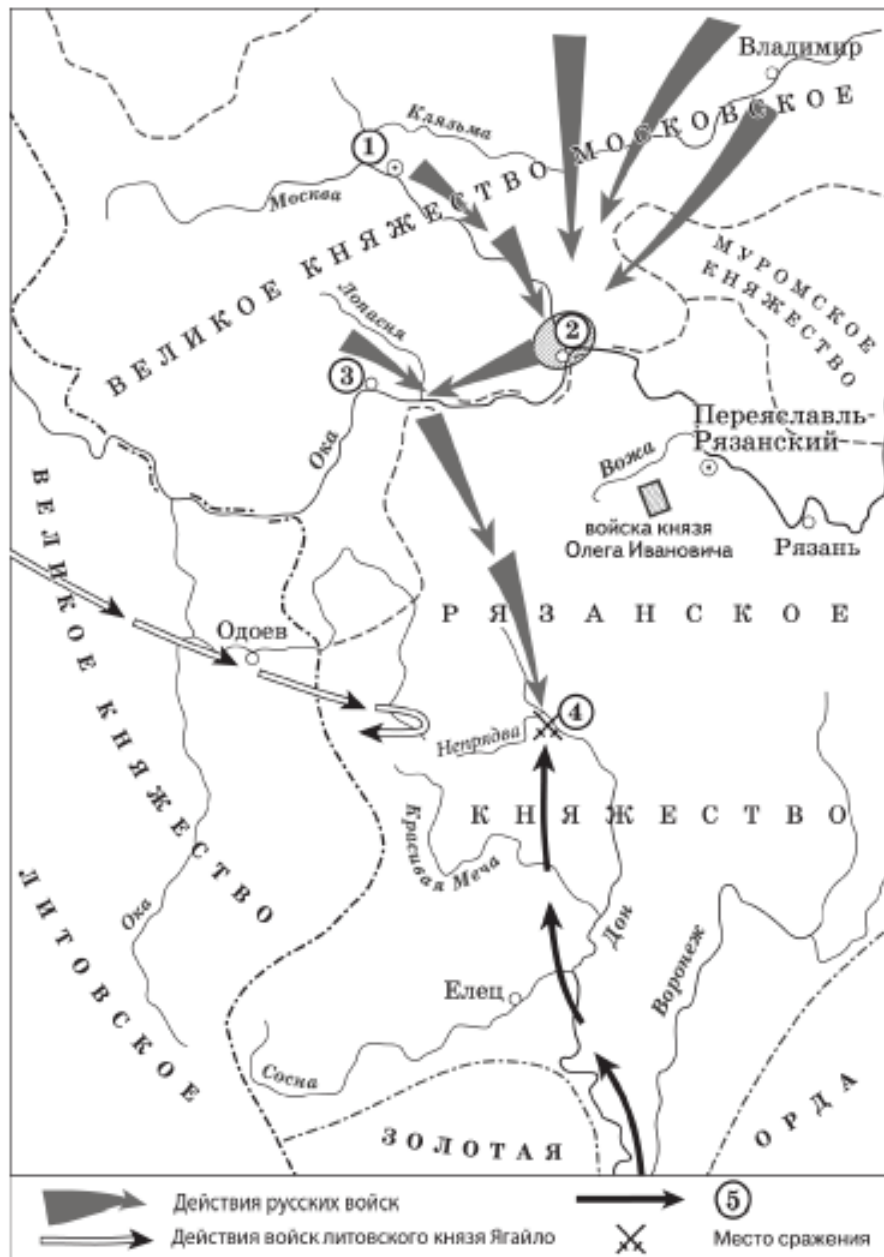 Владимир
Клязьма
1
Москва
ВЕЛИКОЕ КНЯЖЕСТВО МОСКОВСКОЕ
МУРОМСКОЕ
КНЯЖЕСТВО
Лопасня
2
3
Ока
Переяславль-
Рязанский
Вожа
войска князя
Олега Ивановича
Рязань
РЯЗАНСКОЕ
Одоев
4
Непрядва
КНЯЖЕСТВО
Красивая Меча
ВЕЛИКОЕ КНЯЖЕСТВО
ЛИТОВСКОЕ
Ока
Дон
Воронеж
Елец
Сосна
ЗОЛОТАЯ
ОРДА
Действия русских войск
5
Действия войск литовского князя Ягайло
Место сражения